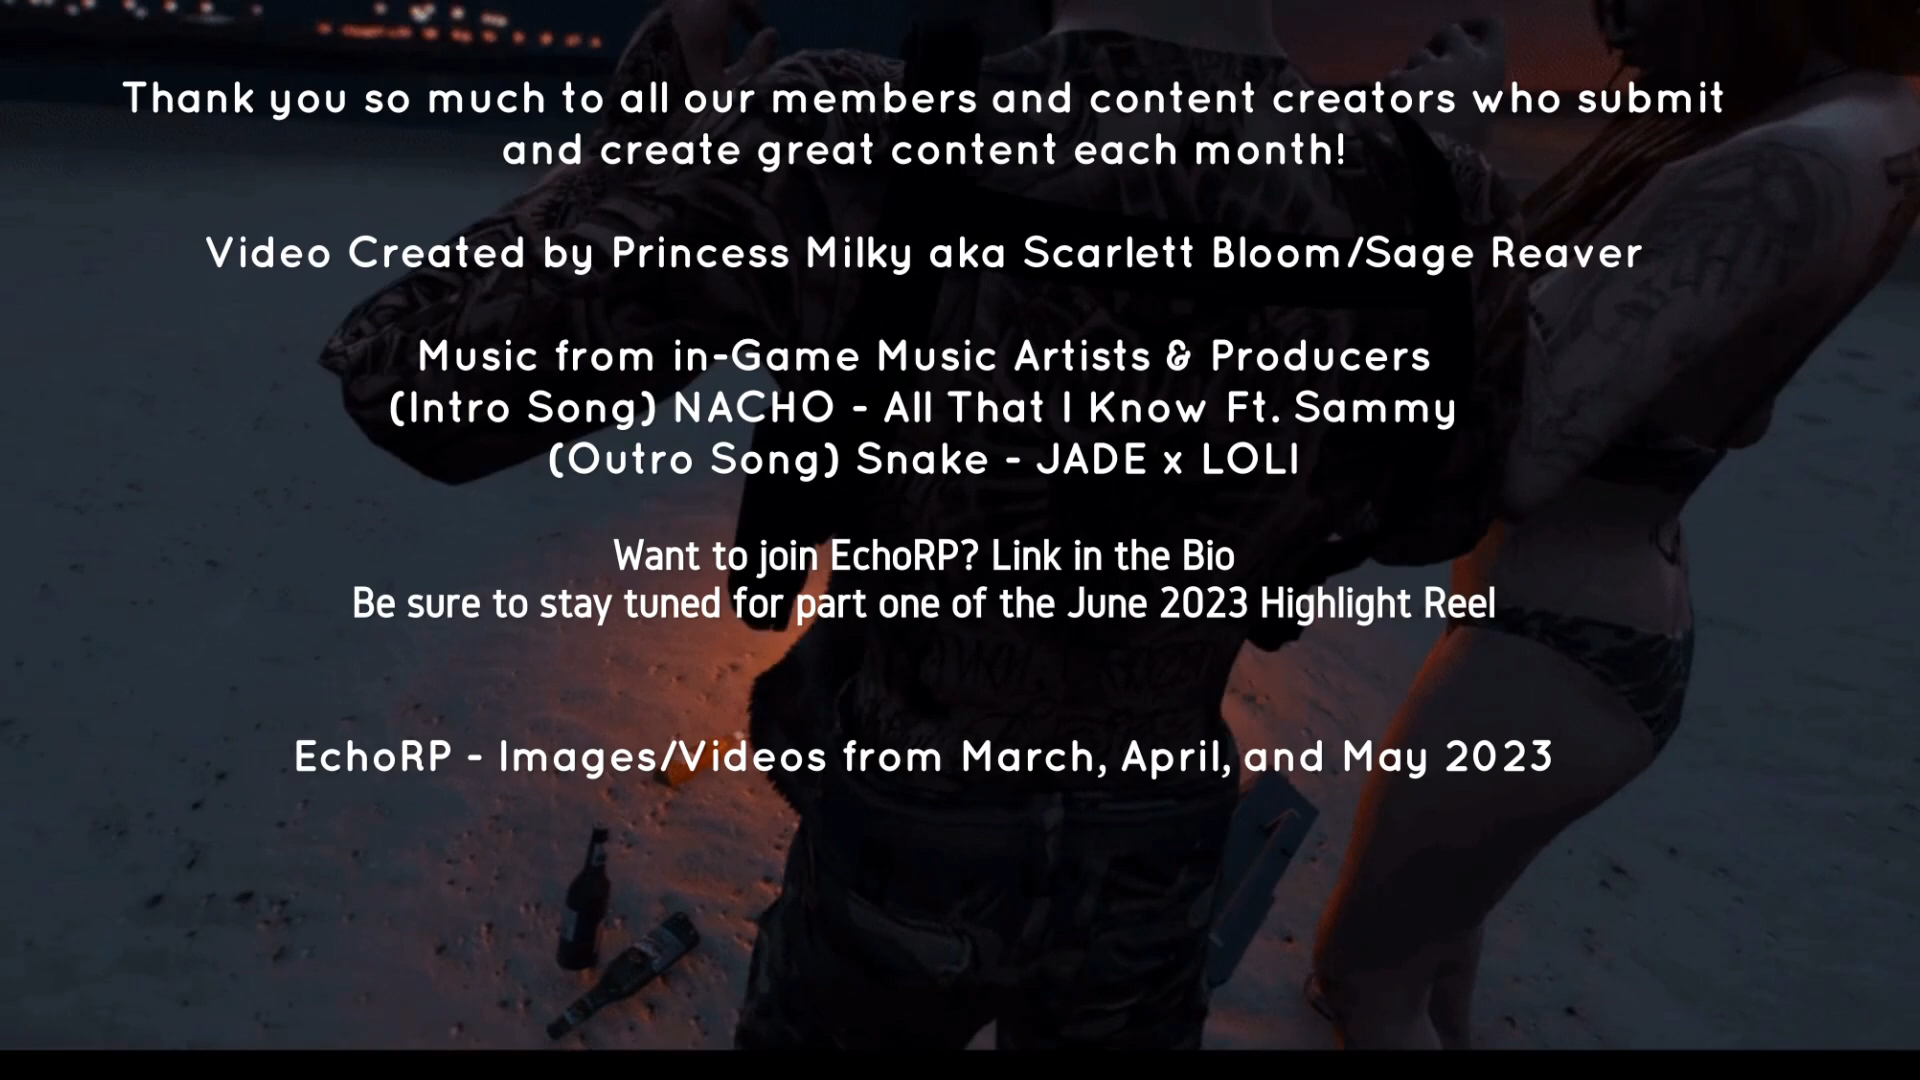 Thank you so much to all our members and content creators who submit
and create great content each month!
Video Created by Princess Milky aka Scarlett Bloom/Sage Reaver
Music from in-Game Music Artists & Producers
(Intro Song) NACHO - All That I Know Ft. Sammy
(Outro Song) Snake - JADE x LOLI
Want to join EchoRP? Link in the Bio
Be sure to stay tuned for part one of the June 2023 Highlight Reel
EchoRP - Images/Videos from March, April, and May 2023